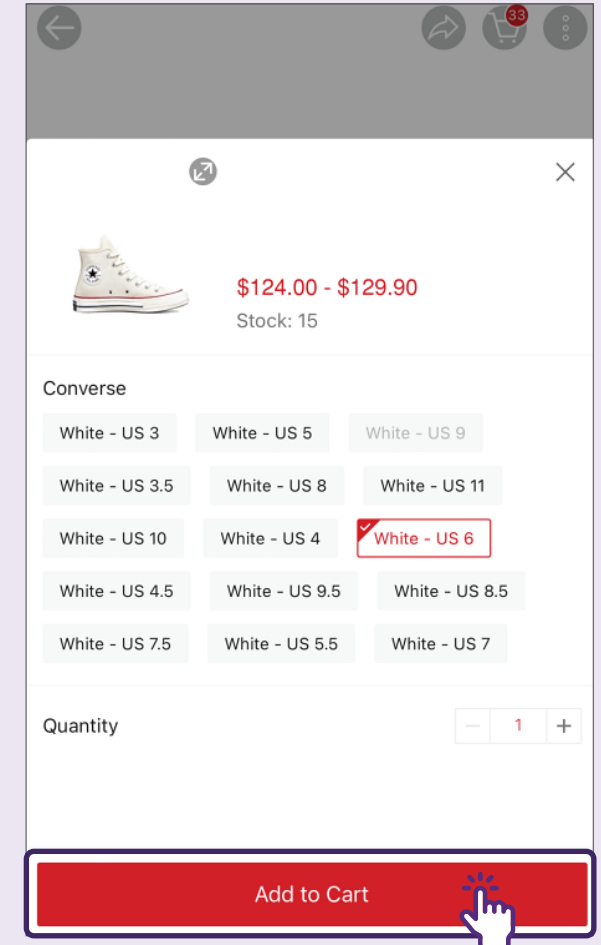 33
$124.00 - $129.90
Stock: 15
Converse
White - US 3 White - US 5 White - US 9
White - US 3.5 White - US 8 White - US 11
White - US 10 White - US 4 White - US 6
White - US 4.5 White - US 9.5 White - US 8.5
White - US 7.5 White - US 5.5 White - US 7
Quantity 1
Add to Cart